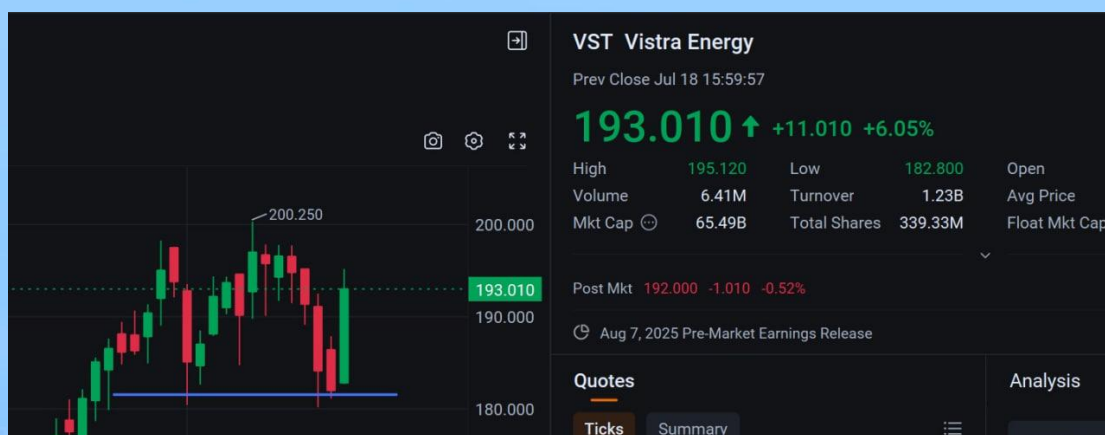 VST Vistra Energy
Prev Close Jul 18 15:59:57
193.010 +11.010 +6.05%
High 195.120 Low 182.800 Open
Volume 6.41M Turnover 1.23B Avg Price
Mkt Cap 65.49B Total Shares 339.33M Float Mkt Cap
200.250
200.000
193.010
190.000
180.000
Post Mkt 192.000 -1.010 -0.52%
Aug 7, 2025 Pre-Market Earnings Release
Quotes
Analysis
Ticks Summary